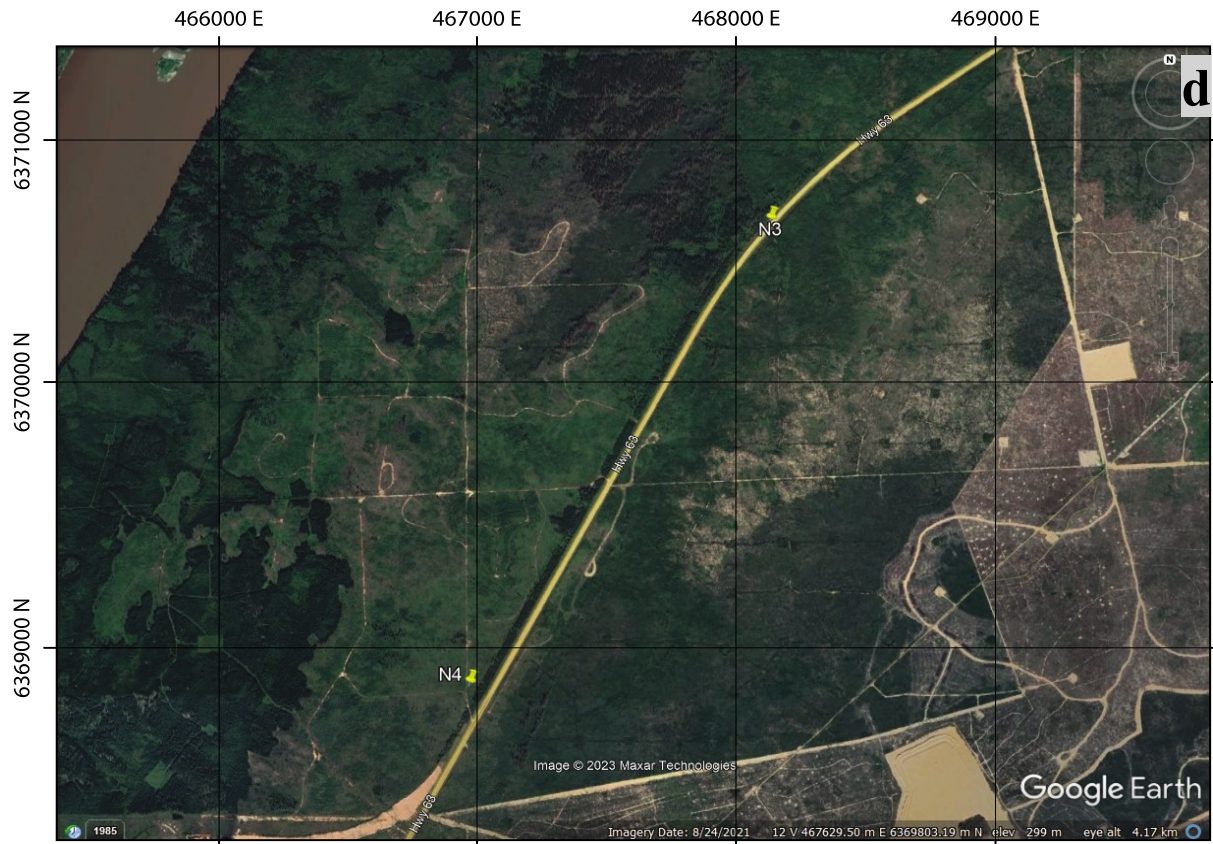 466000 E 467000 E 468000 E 469000 E
N
d
6371000 N
Hwy 63
N3
6370000 N
Hwy 63
6369000 N
N4
Image © 2023 Maxar Technologies
Google Earth
Hwy 63
1985
Imagery Date: 8/24/2021 12 V 467629.50 m E 6369803.19 m N elev 299 m eye alt 4.17 km